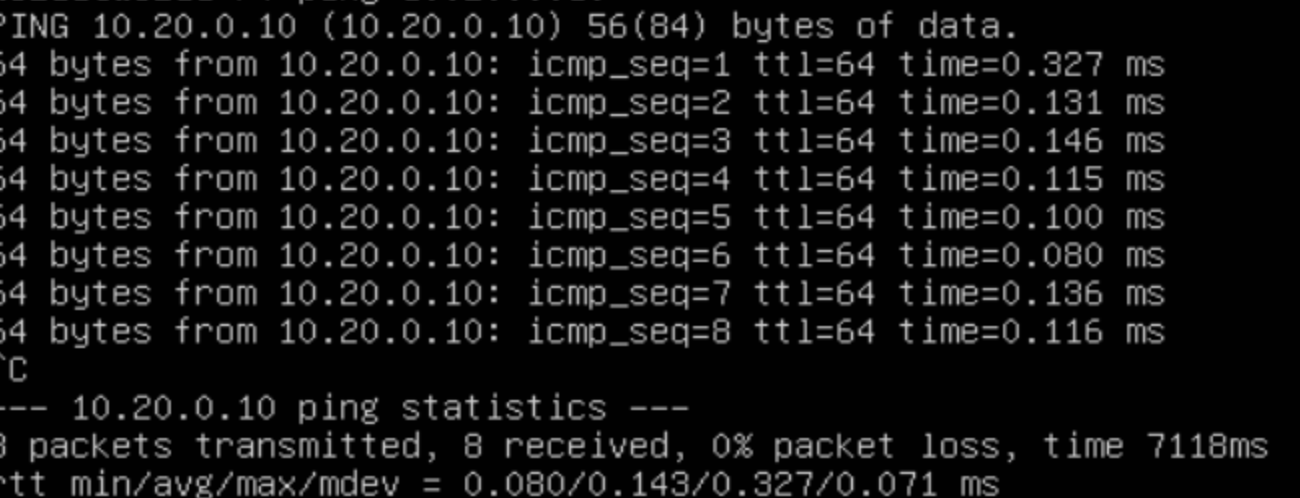 PING 10.20.0.10 (10.20.0.10) 56(84) bytes of data.
64 bytes from 10.20.0.10: icmp_seq=1 ttl=64 time=0.327 ms
64 bytes from 10.20.0.10: icmp_seq=2 ttl=64 time=0.131 ms
64 bytes from 10.20.0.10: icmp_seq=3 ttl=64 time=0.146 ms
64 bytes from 10.20.0.10: icmp_seq=4 ttl=64 time=0.115 ms
64 bytes from 10.20.0.10: icmp_seq=5 ttl=64 time=0.100 ms
64 bytes from 10.20.0.10: icmp_seq=6 ttl=64 time=0.080 ms
64 bytes from 10.20.0.10: icmp_seq=7 ttl=64 time=0.136 ms
64 bytes from 10.20.0.10: icmp_seq=8 ttl=64 time=0.116 ms
^C
--- 10.20.0.10 ping statistics ---
8 packets transmitted, 8 received, 0% packet loss, time 7118ms
rtt min/avg/max/mdev = 0.080/0.143/0.327/0.071 ms